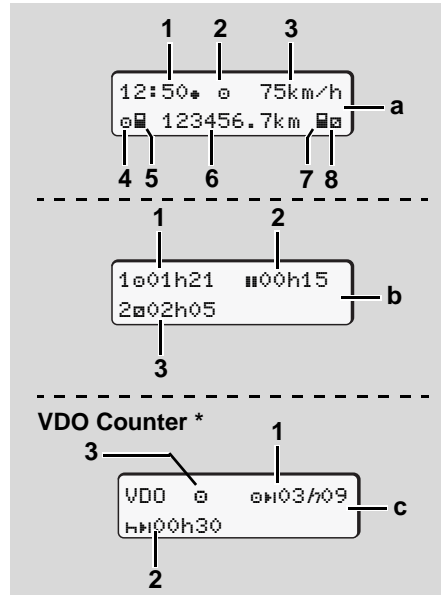 1 2 3
12:50● ⊙ 75km/h
a
⊙ 123456.7km
4 5 6 7 8
1 2
1⊙01h21 00h15
b
2⍁02h05
3
VDO Counter *
1
3
VDO ⊙ ⊙03h09
c
00h30
2